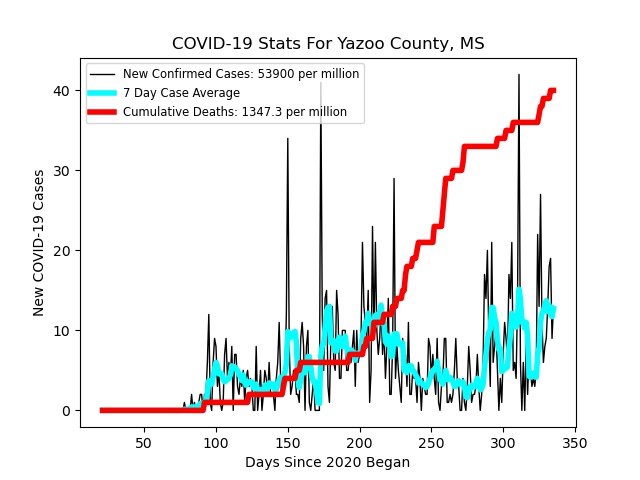 COVID-19 Stats For Yazoo County, MS
New Confirmed Cases: 53900 per million
7 Day Case Average
Cumulative Deaths: 1347.3 per million
New COVID-19 Cases
40
30
20
10
0
50 100 150 200 250 300 350
Days Since 2020 Began